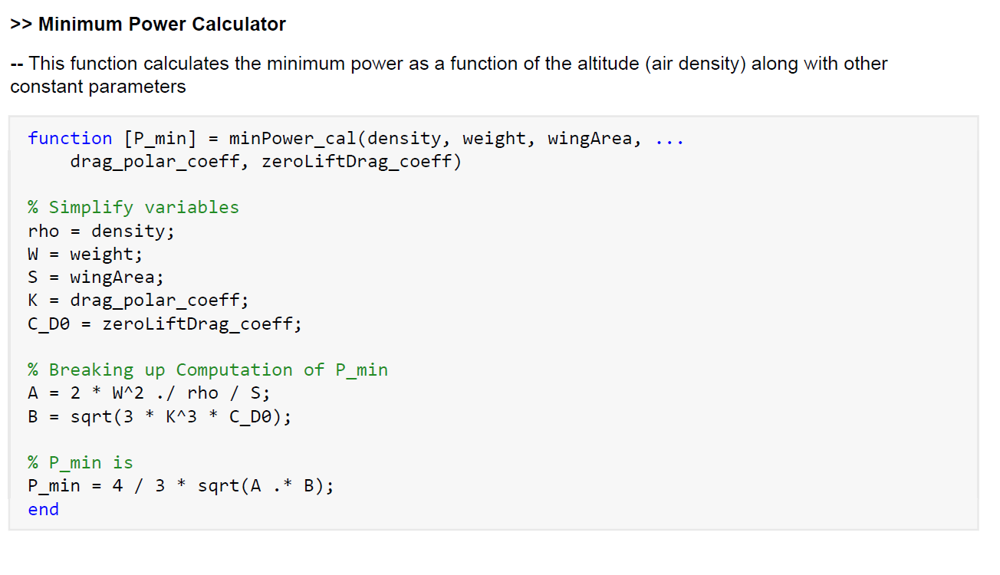 >> Minimum Power Calculator
-- This function calculates the minimum power as a function of the altitude (air density) along with other
constant parameters
function [P_min] = minPower_cal(density, weight, wingArea, ...
    drag_polar_coeff, zeroLiftDrag_coeff)
% Simplify variables
rho = density;
W = weight;
S = wingArea;
K = drag_polar_coeff;
C_D0 = zeroLiftDrag_coeff;
% Breaking up Computation of P_min
A = 2 * W^2 ./ rho / S;
B = sqrt(3 * K^3 * C_D0);
% P_min is
P_min = 4 / 3 * sqrt(A .* B);
end